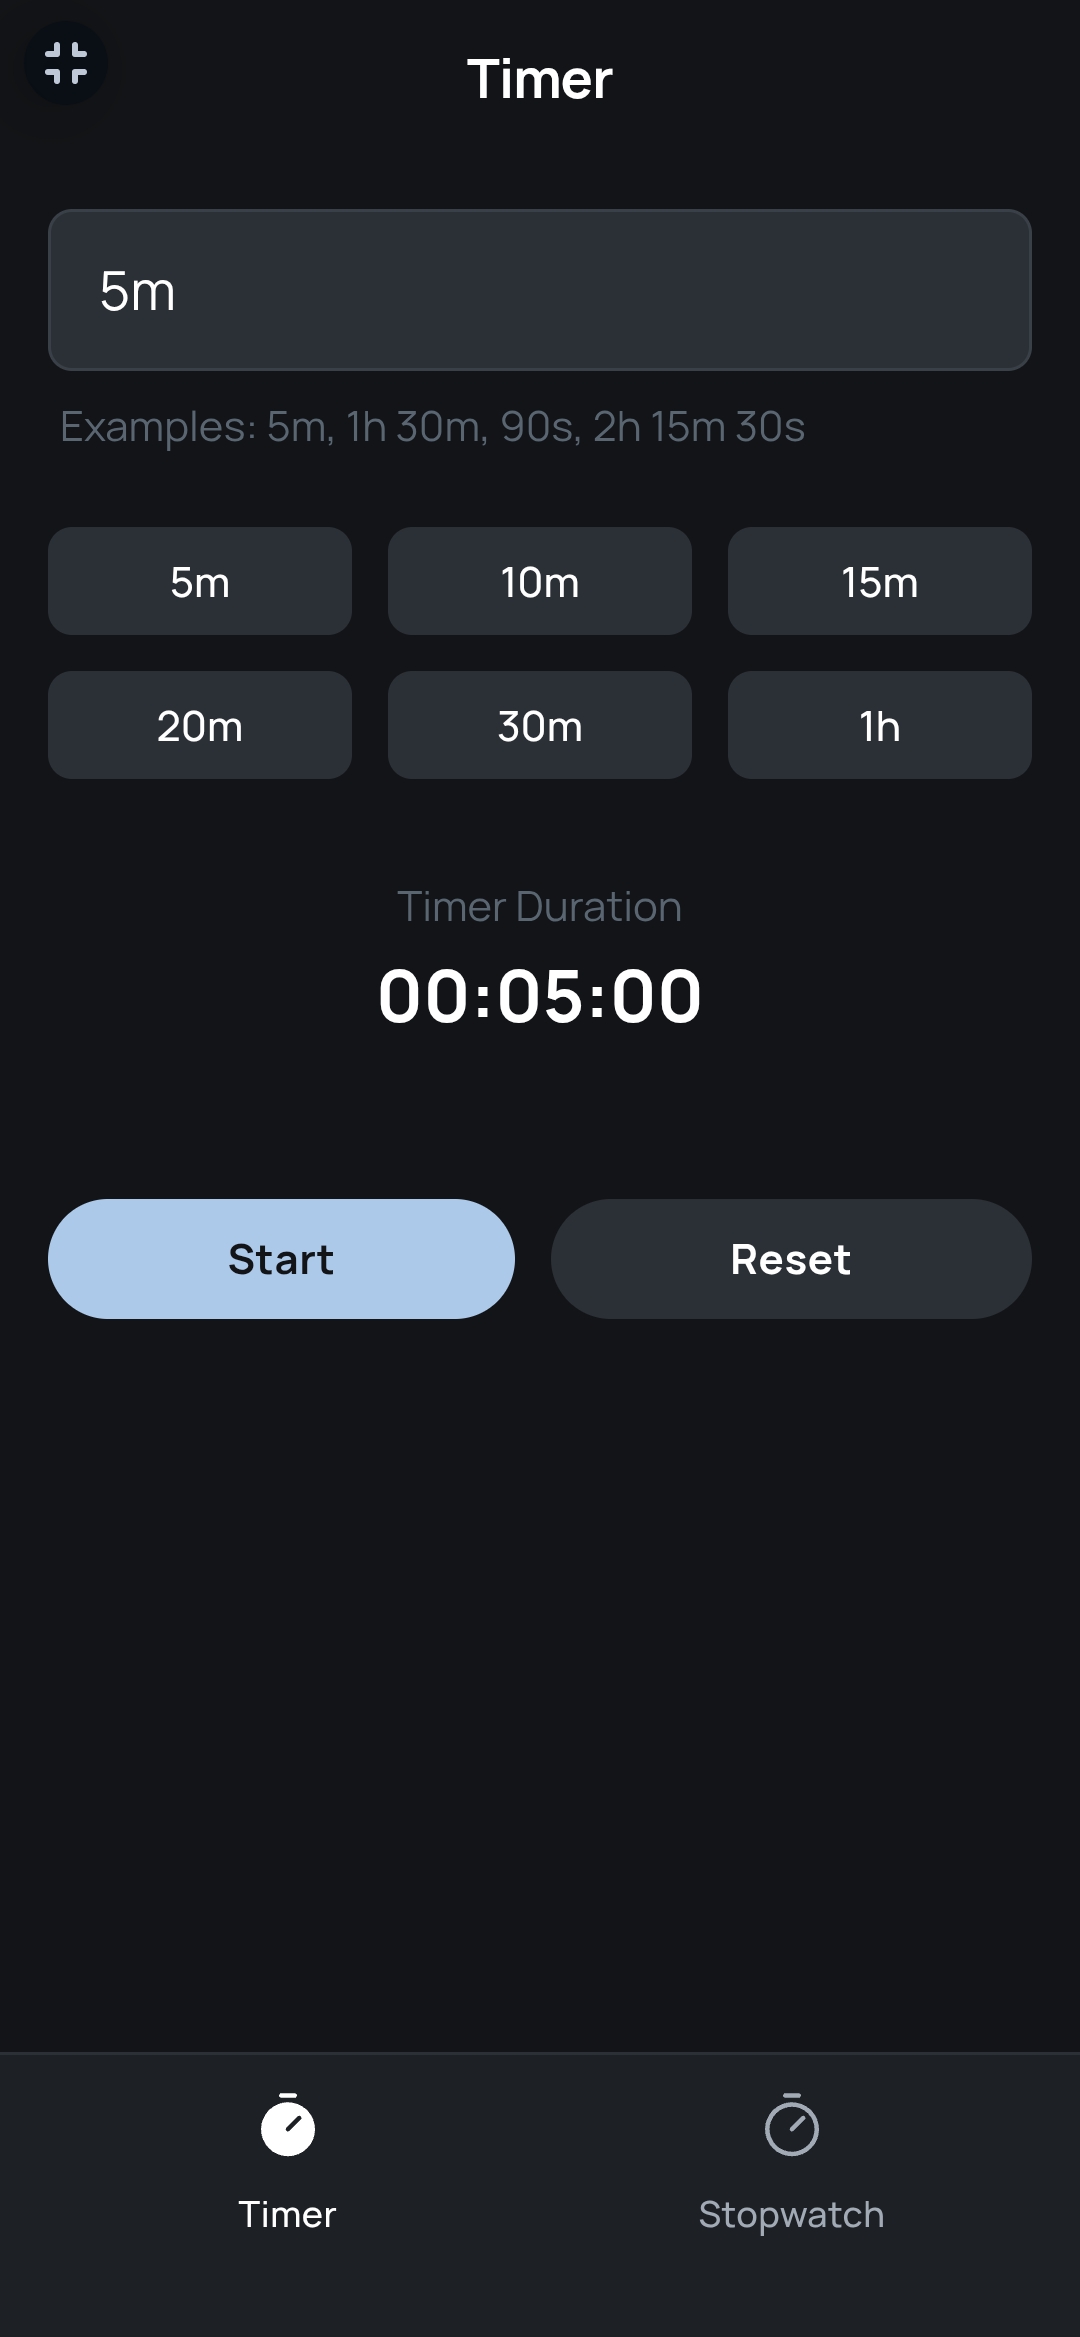 Timer
5m
Examples: 5m, 1h 30m, 90s, 2h 15m 30s
5m 10m 15m
20m 30m 1h
Timer Duration
00:05:00
Start Reset
Timer Stopwatch